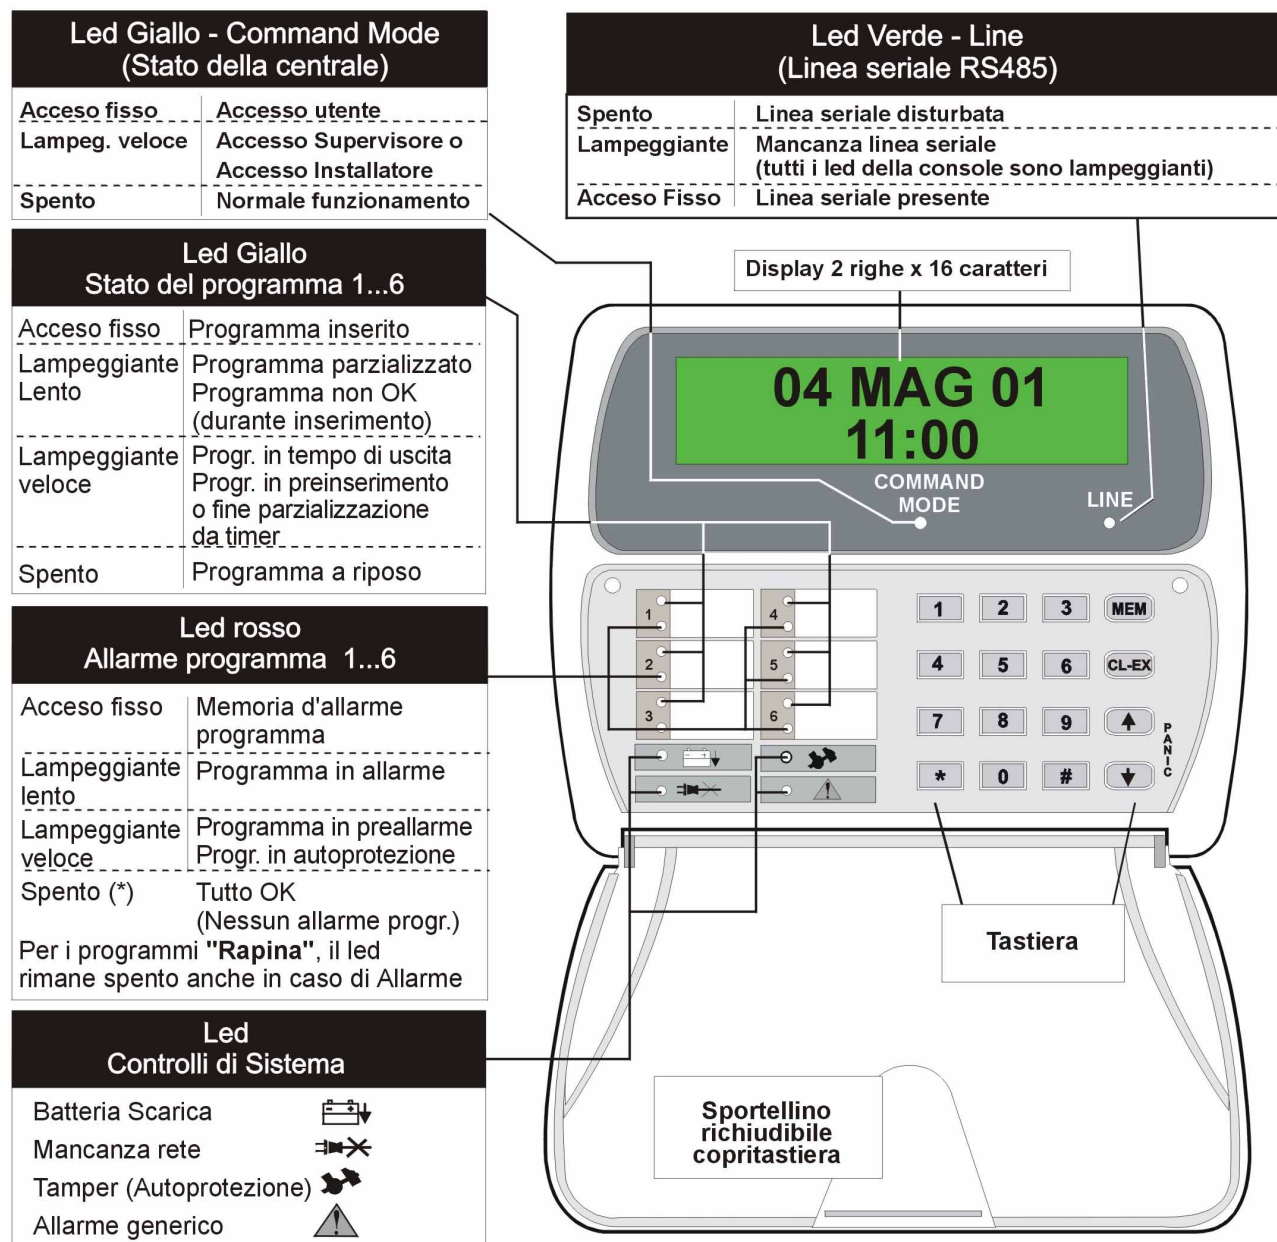 Led Giallo - Command Mode
(Stato della centrale)
Acceso fisso Accesso utente
Lampeg. veloce Accesso Supervisore o
Accesso Installatore
Spento Normale funzionamento
Led Verde - Line
(Linea seriale RS485)
Spento Linea seriale disturbata
Lampeggiante Mancanza linea seriale
(tutti i led della console sono lampeggianti)
Acceso Fisso Linea seriale presente
Led Giallo
Stato del programma 1...6
Acceso fisso Programma inserito
Lampeggiante Programma parzializzato
Lento Programma non OK
(durante inserimento)
Lampeggiante Progr. in tempo di uscita
veloce Progr. in preinserimento
o fine parzializzazione
da timer
Spento Programma a riposo
Display 2 righe x 16 caratteri
04 MAG 01
11:00
COMMAND
MODE
LINE
1 4
2 5
3 6
1 2 3 MEM
4 5 6 CL-EX
7 8 9
* 0 #
PANIC
Led rosso
Allarme programma 1...6
Acceso fisso Memoria d'allarme
programma
Lampeggiante Programma in allarme
lento
Lampeggiante Programma in preallarme
veloce Progr. in autoprotezione
Spento (*) Tutto OK
(Nessun allarme progr.)
Per i programmi "Rapina", il led
rimane spento anche in caso di Allarme
Tastiera
Led
Controlli di Sistema
Batteria Scarica
Mancanza rete
Tamper (Autoprotezione)
Allarme generico
Sportellino
richiudibile
copritastiera